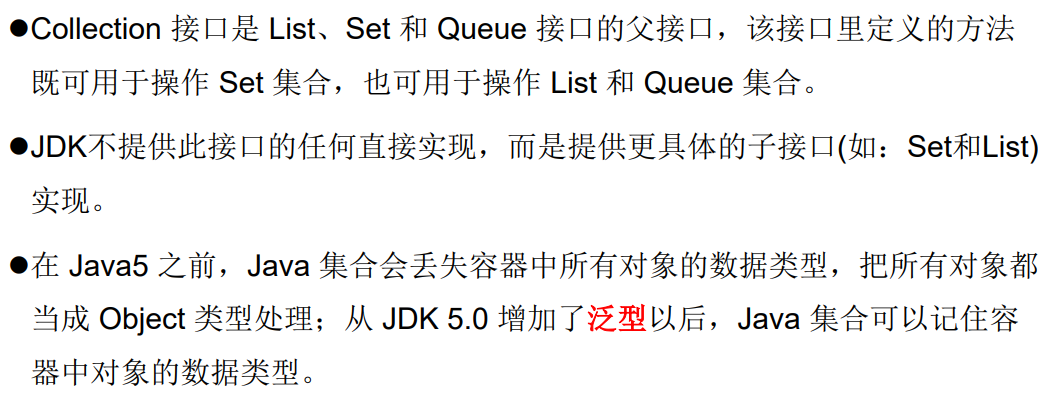 ●Collection 接口是 List、Set 和 Queue 接口的父接口，该接口里定义的方法
既可用于操作 Set 集合，也可用于操作 List 和 Queue 集合。
●JDK不提供此接口的任何直接实现，而是提供更具体的子接口(如：Set和List)
实现。
●在 Java5 之前，Java 集合会丢失容器中所有对象的数据类型，把所有对象都
当成 Object 类型处理；从 JDK 5.0 增加了泛型以后，Java 集合可以记住容
器中对象的数据类型。